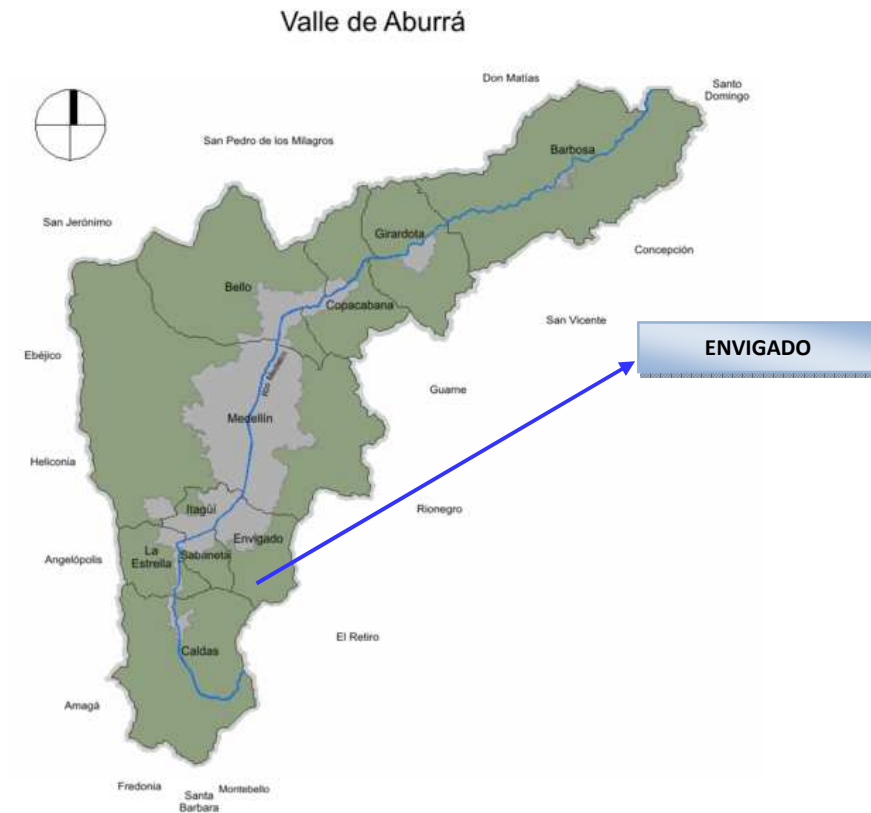 Valle de Aburrá
Don Matías
Santo
Domingo
San Pedro de los Milagros
Barbosa
San Jerónimo
Girardota
Concepción
Bello
Copacabana
San Vicente
ENVIGADO
Ebéjico
Río Medellín
Guarne
Medellín
Heliconia
Itagüí
Rionegro
Envigado
La
Estrella
Sabaneta
Angelópolis
El Retiro
Caldas
Amagá
Fredonia
Santa
Barbara
Montebello